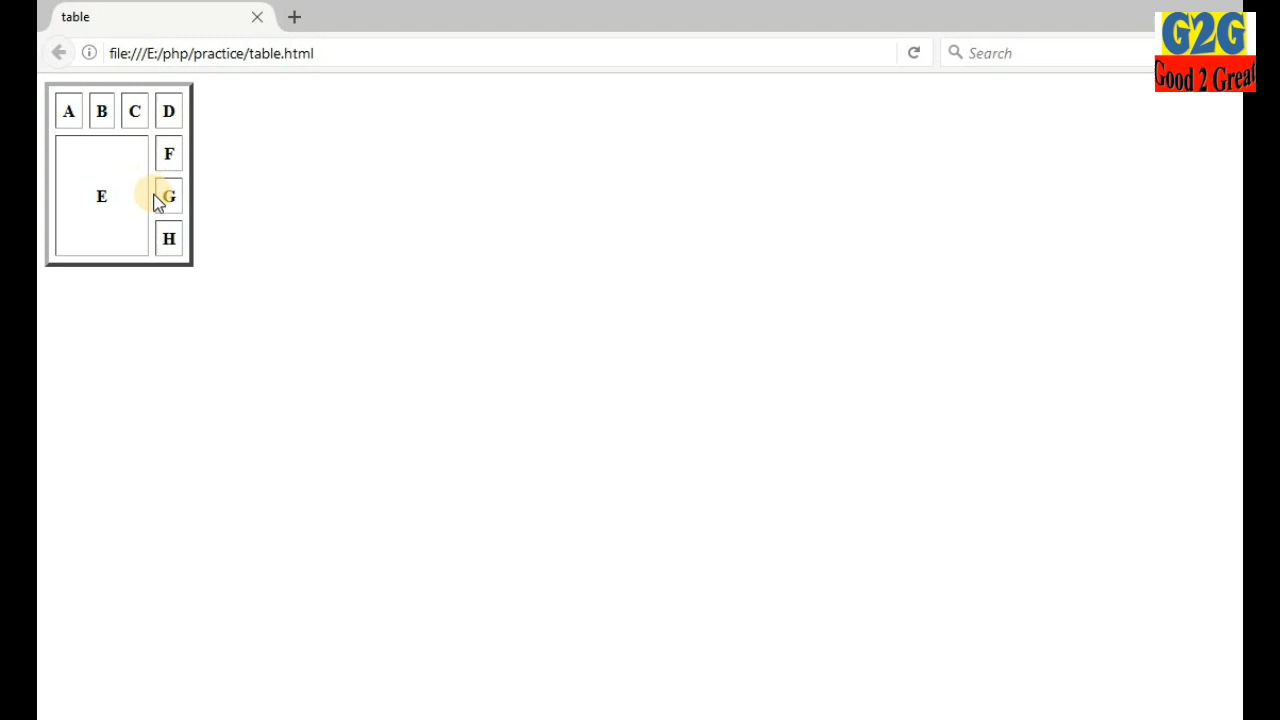 table
file:///E:/php/practice/table.html
Search
G2G
Good 2 Great
A B C D
E
F
G
H